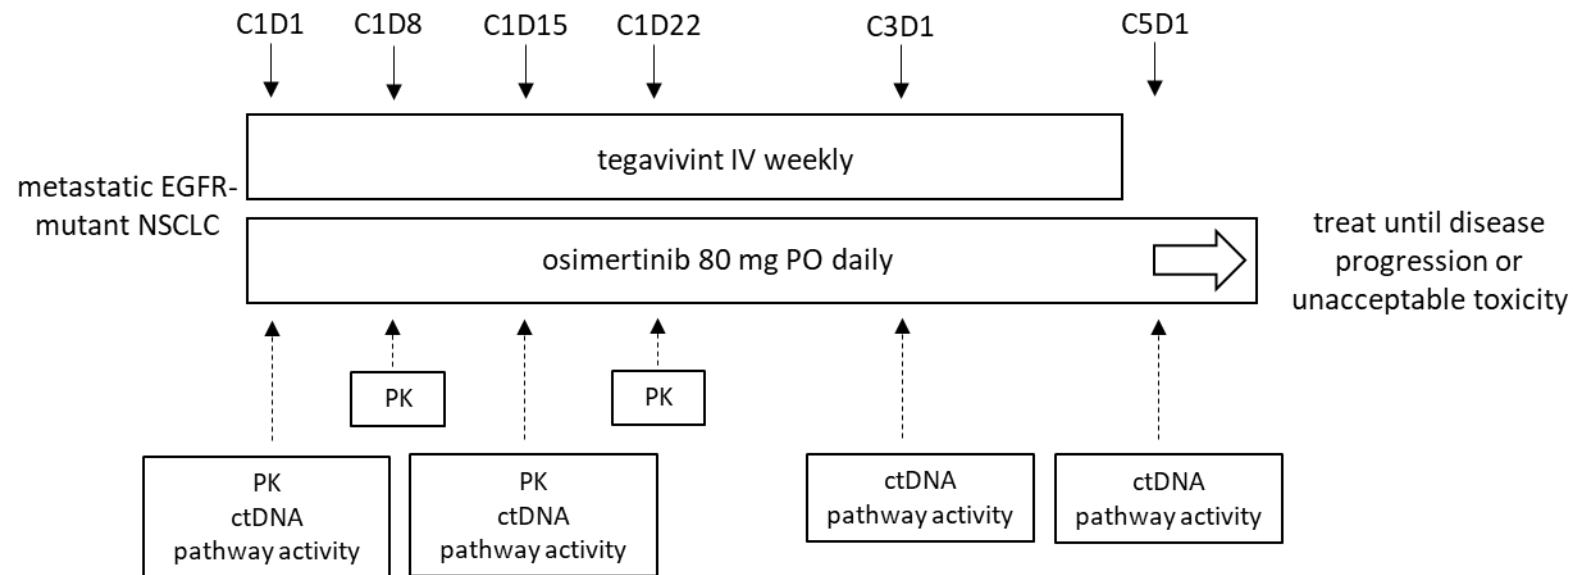 C1D1
C1D8
C1D15
C1D22
C3D1
C5D1
tegavivint IV weekly
metastatic EGFR-
mutant NSCLC
osimertinib 80 mg PO daily
treat until disease
progression or
unacceptable toxicity
PK
PK
PK
ctDNA
pathway activity
PK
ctDNA
pathway activity
ctDNA
pathway activity
ctDNA
pathway activity